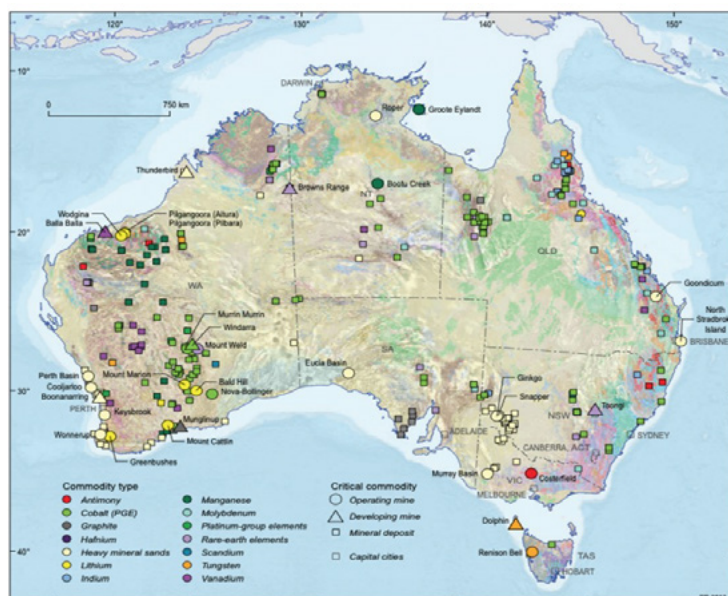 120°
130°
140°
150°
10°
20°
30°
40°
0
750 km
DARWIN
Roper
Groote Eylandt
Thunderbird
Browns Range
NT
Bootu Creek
Wodgina
Balla Balla
Pilgangoora (Altura)
Pilgangoora (Pilbara)
QLD
WA
Goondicum
North
Stradbroke
Island
BRISBANE
Murrin Murrin
Windarra
Mount Weld
SA
Eucla Basin
Mount Marion
Bald Hill
Nova-Bollinger
Perth Basin
Cooljarloo
Boonanarring
PERTH
Keysbrook
Munglinup
Wonnerup
Mount Cattlin
Greenbushes
Ginkgo
Snapper
NSW
Toongi
SYDNEY
ADELAIDE
CANBERRA, ACT
Murray Basin
VIC
Costerfield
MELBOURNE
Dolphin
Renison Bell
TAS
HOBART
Commodity type
Antimony
Cobalt (PGE)
Graphite
Hafnium
Heavy mineral sands
Lithium
Indium
Manganese
Molybdenum
Platinum-group elements
Rare-earth elements
Scandium
Tungsten
Vanadium
Critical commodity
Operating mine
Developing mine
Mineral deposit
Capital cities